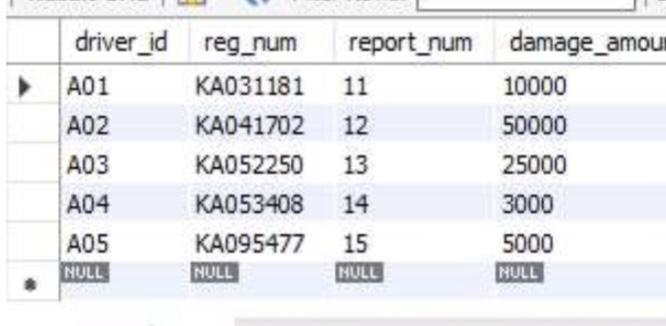 driver_id reg_num report_num damage_amou
A01 KA031181 11 10000
A02 KA041702 12 50000
A03 KA052250 13 25000
A04 KA053408 14 3000
A05 KA095477 15 5000
NULL NULL NULL NULL